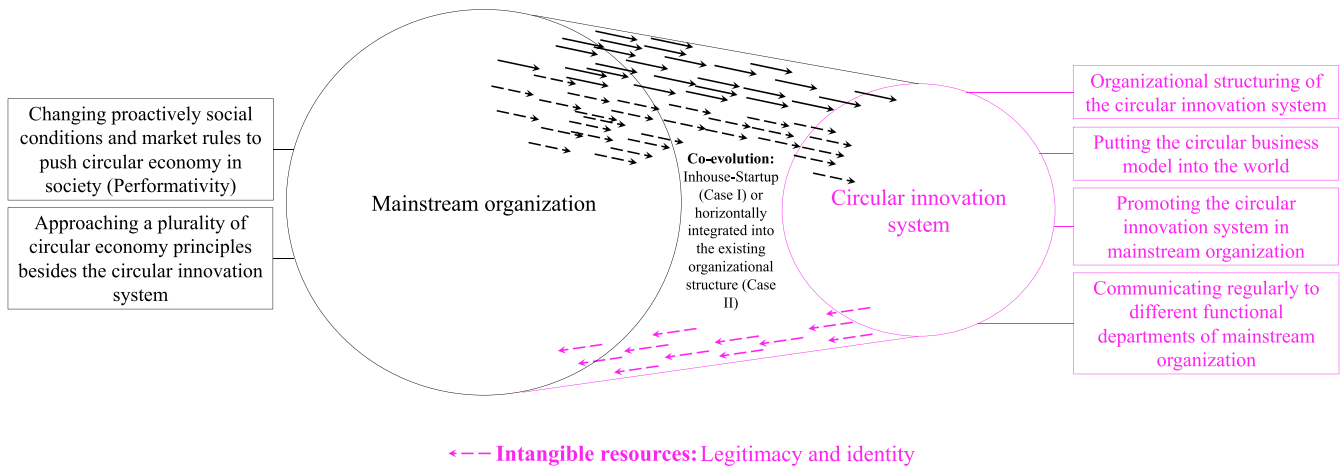 Changing proactively social
conditions and market rules to
push circular economy in
society (Performativity)
Approaching a plurality of
circular economy principles
besides the circular innovation
system
Mainstream organization
Co-evolution:
Inhouse-Startup
(Case I) or
horizontally
integrated into
the existing
organizational
structure (Case
II)
Circular innovation
system
Organizational structuring of
the circular innovation system
Putting the circular business
model into the world
Promoting the circular
innovation system in
mainstream organization
Communicating regularly to
different functional
departments of mainstream
organization
Intangible resources: Legitimacy and identity